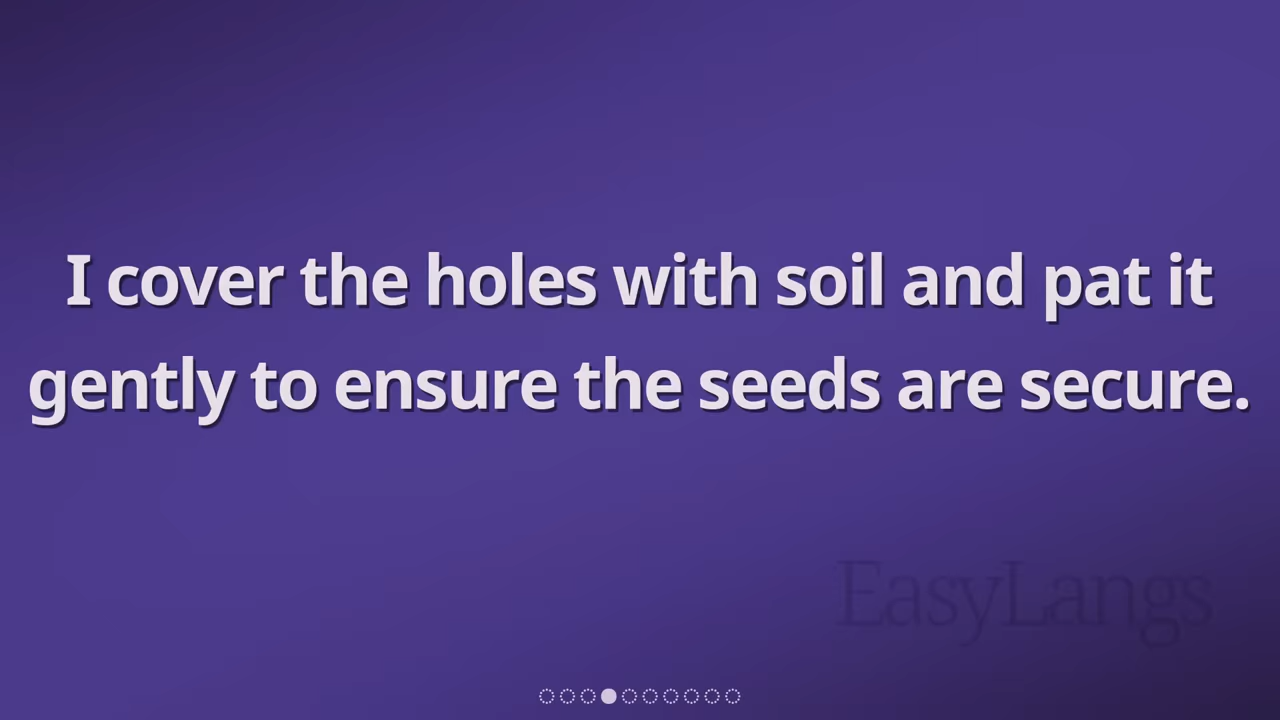 I cover the holes with soil and pat it
gently to ensure the seeds are secure.
EasyLangs